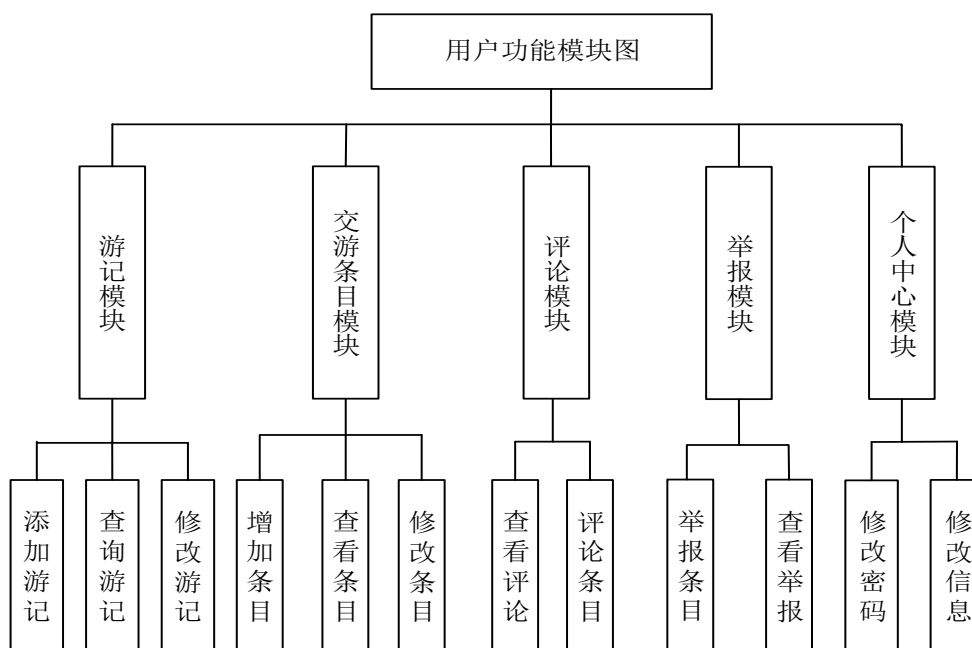 用户功能模块图
游记模块
交游条目模块
评论模块
举报模块
个人中心模块
添加游记
查询游记
修改游记
增加条目
查看条目
修改条目
查看评论
评论条目
举报条目
查看举报
修改密码
修改信息